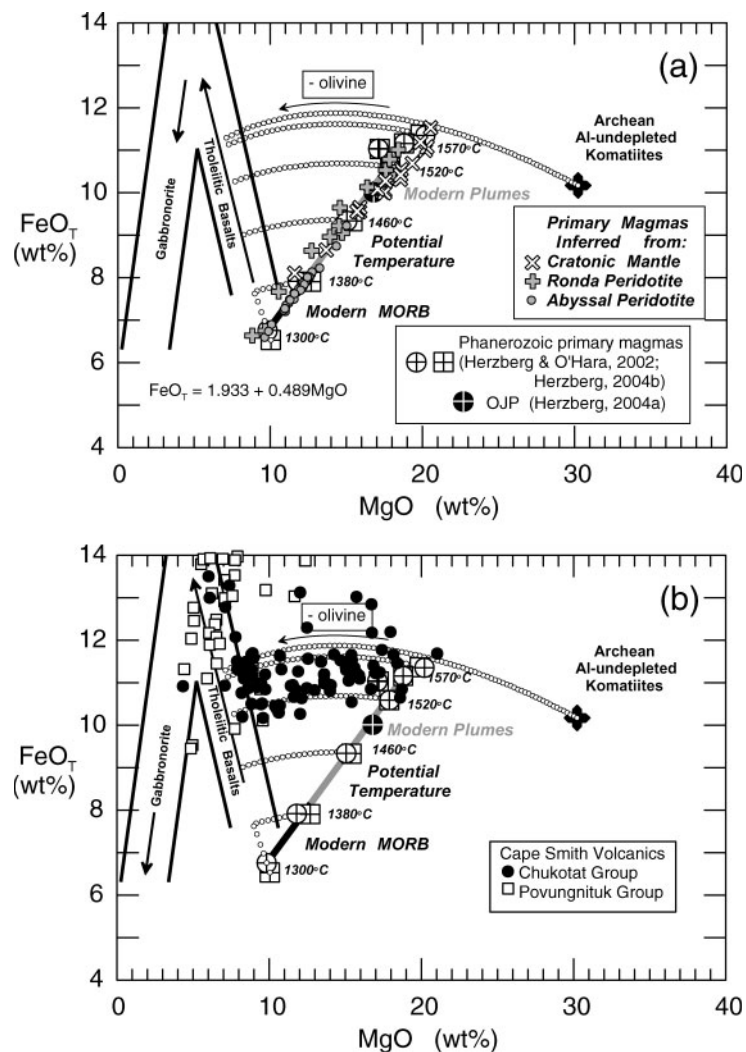 (a)
14
12
10
8
6
4
FeO_T
(wt%)
- olivine
Gabbronorite
Tholeiitic Basalts
1570°C
1520°C
1460°C
1380°C
1300°C
Modern Plumes
Potential
Temperature
Modern MORB
Archean
Al-undepleted
Komatiites
Primary Magmas
Inferred from:
Cratonic Mantle
Ronda Peridotite
Abyssal Peridotite
Phanerozoic primary magmas
(Herzberg & O'Hara, 2002;
Herzberg, 2004b)
OJP (Herzberg, 2004a)
FeO_T = 1.933 + 0.489MgO
0 10 20 30 40
MgO (wt%)
(b)
14
12
10
8
6
4
FeO_T
(wt%)
- olivine
Gabbronorite
Tholeiitic Basalts
1570°C
1520°C
1460°C
1380°C
1300°C
Modern Plumes
Potential
Temperature
Modern MORB
Archean
Al-undepleted
Komatiites
Cape Smith Volcanics
Chukotat Group
Povungnituk Group
0 10 20 30 40
MgO (wt%)